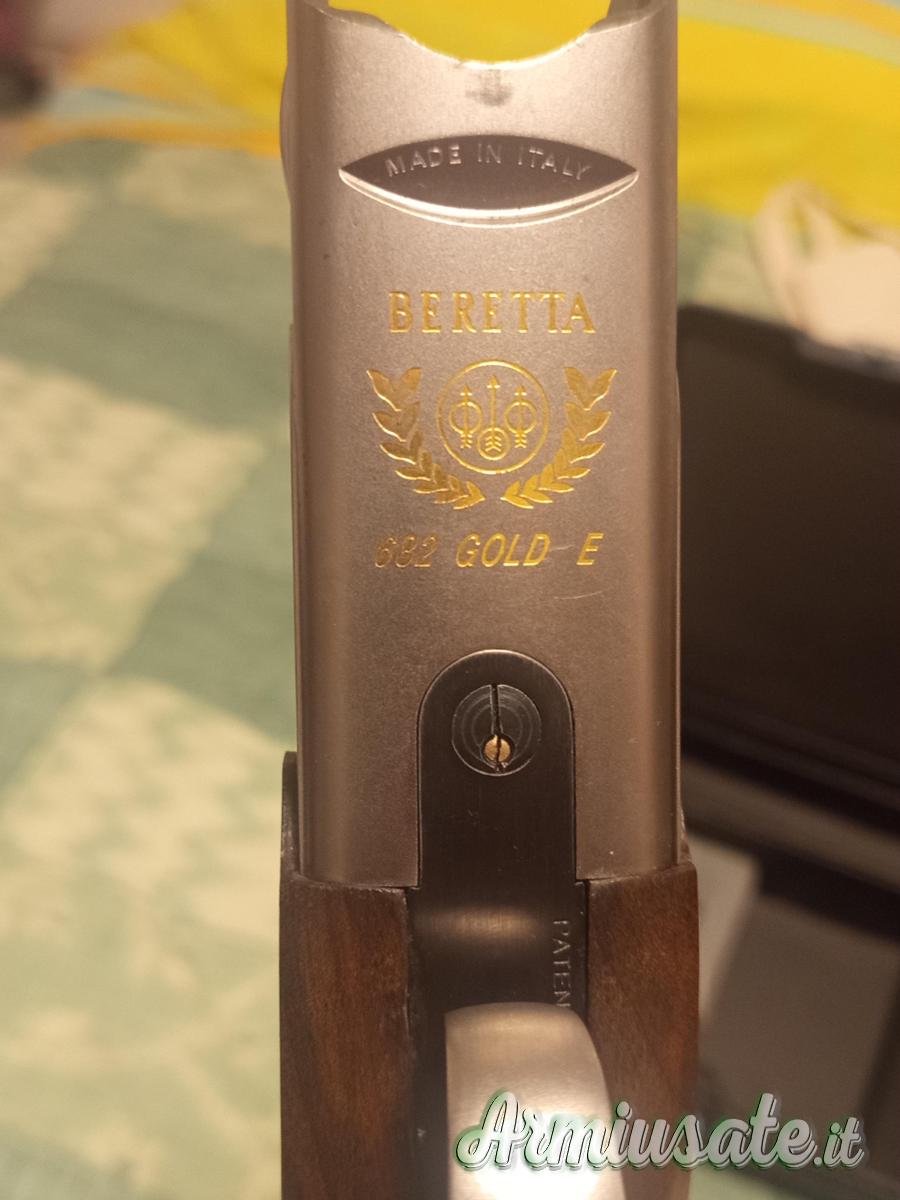 MADE IN ITALY
BERETTA
682 GOLD E
PATEN
Armiusate.it